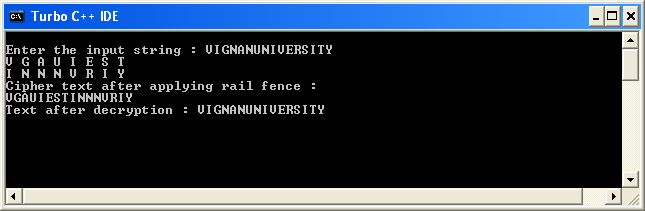 Turbo C++ IDE
Enter the input string : VIGNANUNIVERSITY
V G A U I E S T
I N N N V R I Y
Cipher text after applying rail fence :
VGAUIESTINNNVRIY
Text after decryption : VIGNANUNIVERSITY